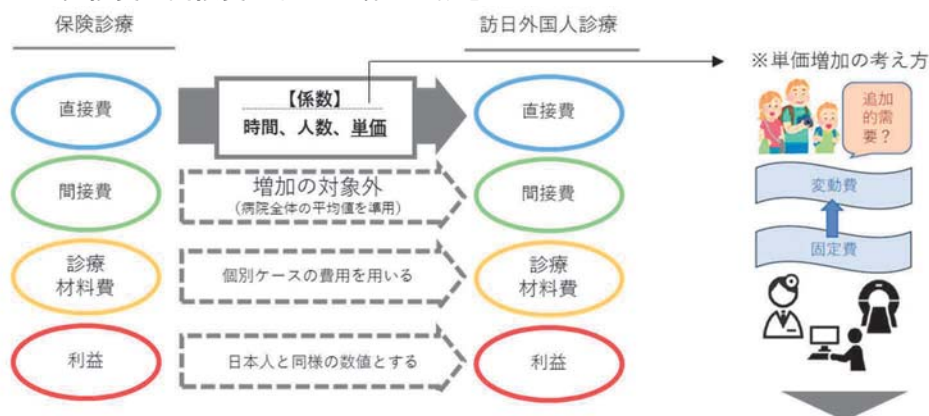 保険診療
訪日外国人診療
※単価増加の考え方
直接費
【係数】
時間、人数、単価
直接費
追加
的需
要？
間接費
増加の対象外
(病院全体の平均値を準用)
間接費
変動費
固定費
診療
材料費
個別ケースの費用を用いる
診療
材料費
利益
日本人と同様の数値とする
利益